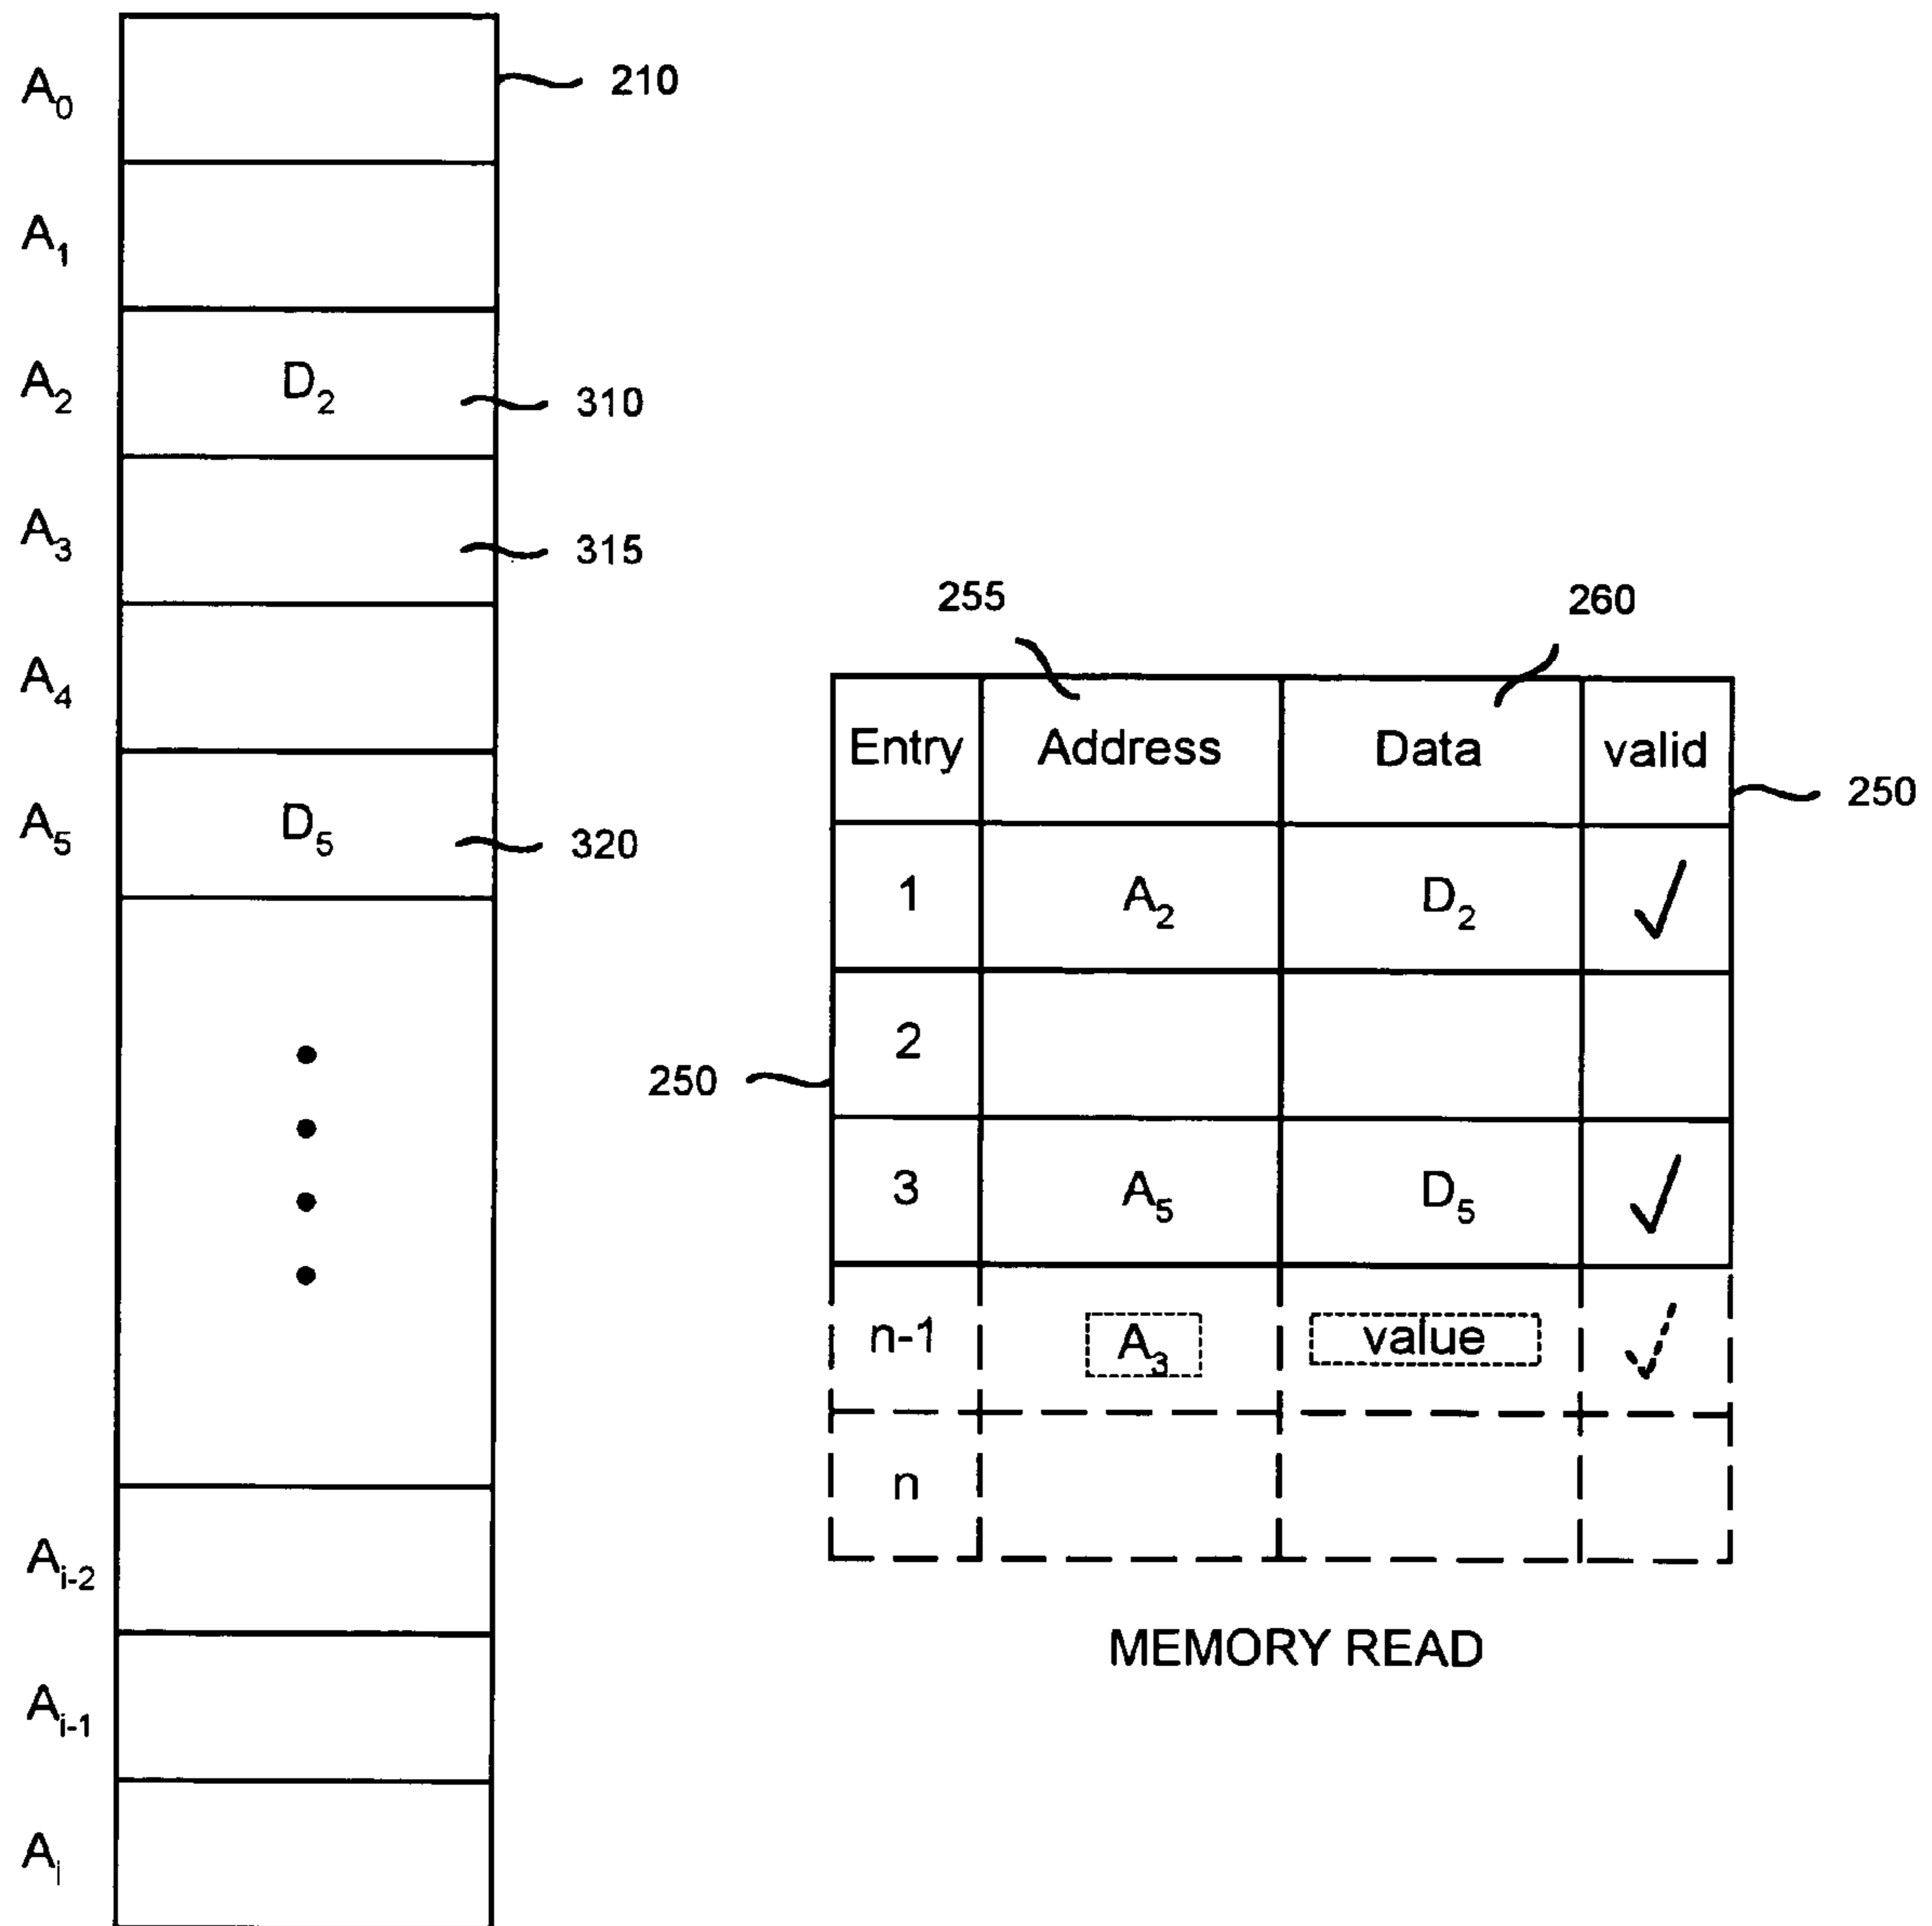 A0
210
A1
A2 D2 310
A3 315
A4
A5 D5 320
Ai-2
Ai-1
Ai
255 260
Entry Address Data valid
250
1 A2 D2 ✓
2
250
3 A5 D5 ✓
n-1 A3 value ✓
n
MEMORY READ